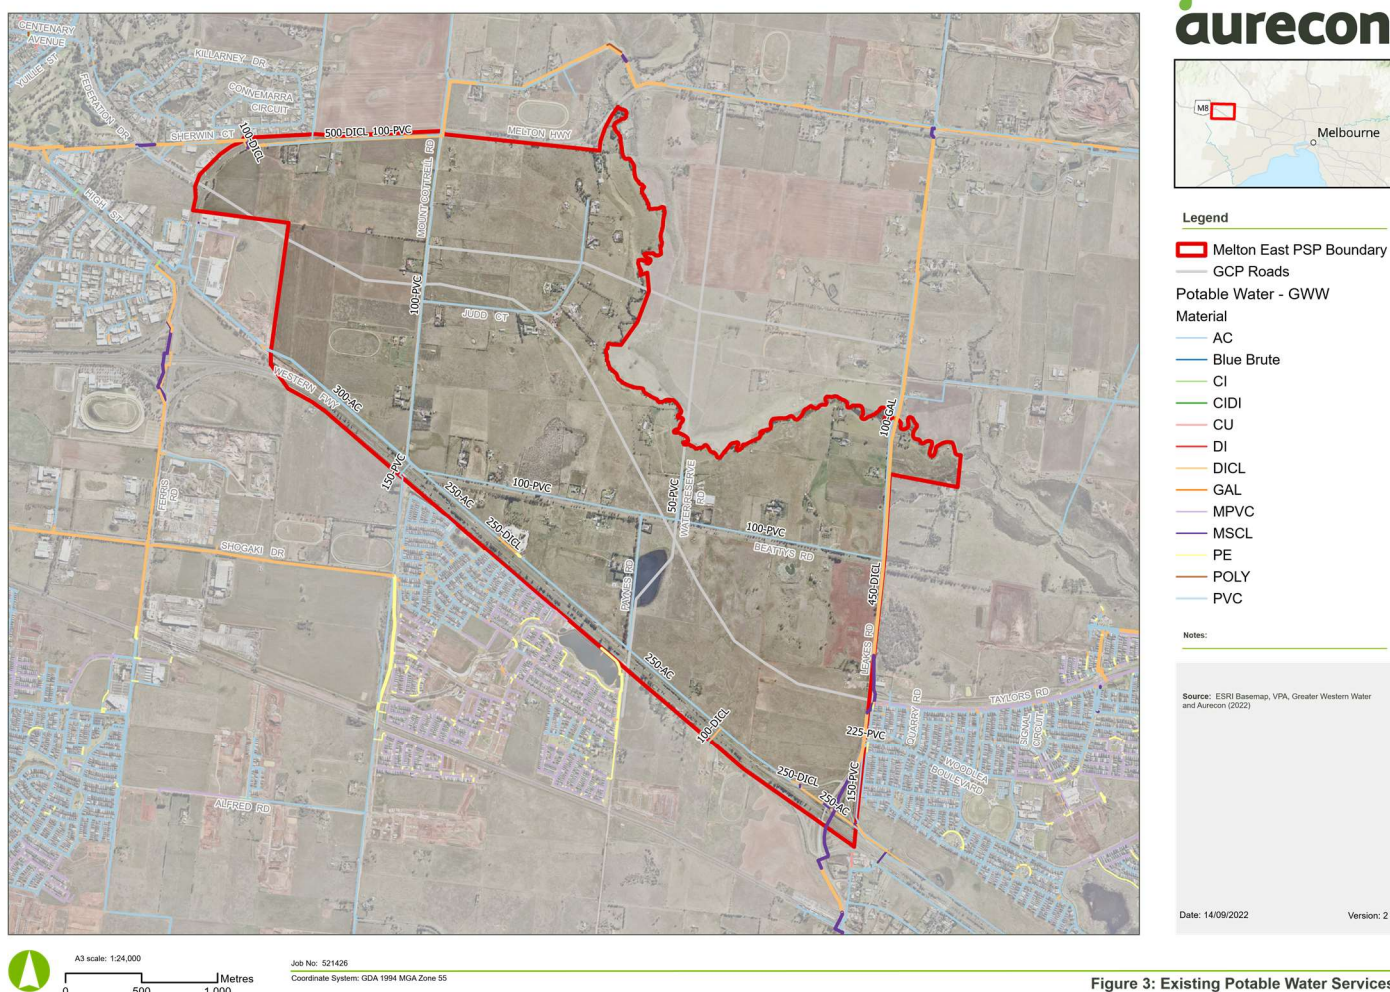 CENTENARY
AVENUE
YUILLE ST
FEDERATION DR
KILLARNEY DR
CONNEMARRA
CIRCUIT
SHERWIN CT
100-DICL
500-DICL 100-PVC
MELTON HWY
HIGH ST
MOUNT COTTRELL RD
100-PVC
JUDD CT
WESTERN FWY
300-AC
100-GAL
150-PVC
250-AC
100-PVC
50-PVC
WATER RESERVE
RD
250-DICL
100-PVC
BEATTYS RD
FERRIS
RD
SHOGAKI DR
PAYNES RD
450-DICL
LEAKES RD
250-AC
TAYLORS RD
QUARRY RD
SIGNAL
CIRCUIT
100-DICL
225-PVC
WOODLEA
BOULEVARD
250-DICL
250-AC
150-PVC
ALFRED RD
aurecon
M8
Melbourne
Legend
Melton East PSP Boundary
GCP Roads
Potable Water - GWW
Material
AC
Blue Brute
CI
CIDI
CU
DI
DICL
GAL
MPVC
MSCL
PE
POLY
PVC
Notes:
Source: ESRI Basemap, VPA, Greater Western Water
and Aurecon (2022)
Date: 14/09/2022
Version: 2
A3 scale: 1:24,000
Metres
0 500 1,000
Job No: 521426
Coordinate System: GDA 1994 MGA Zone 55
Figure 3: Existing Potable Water Services